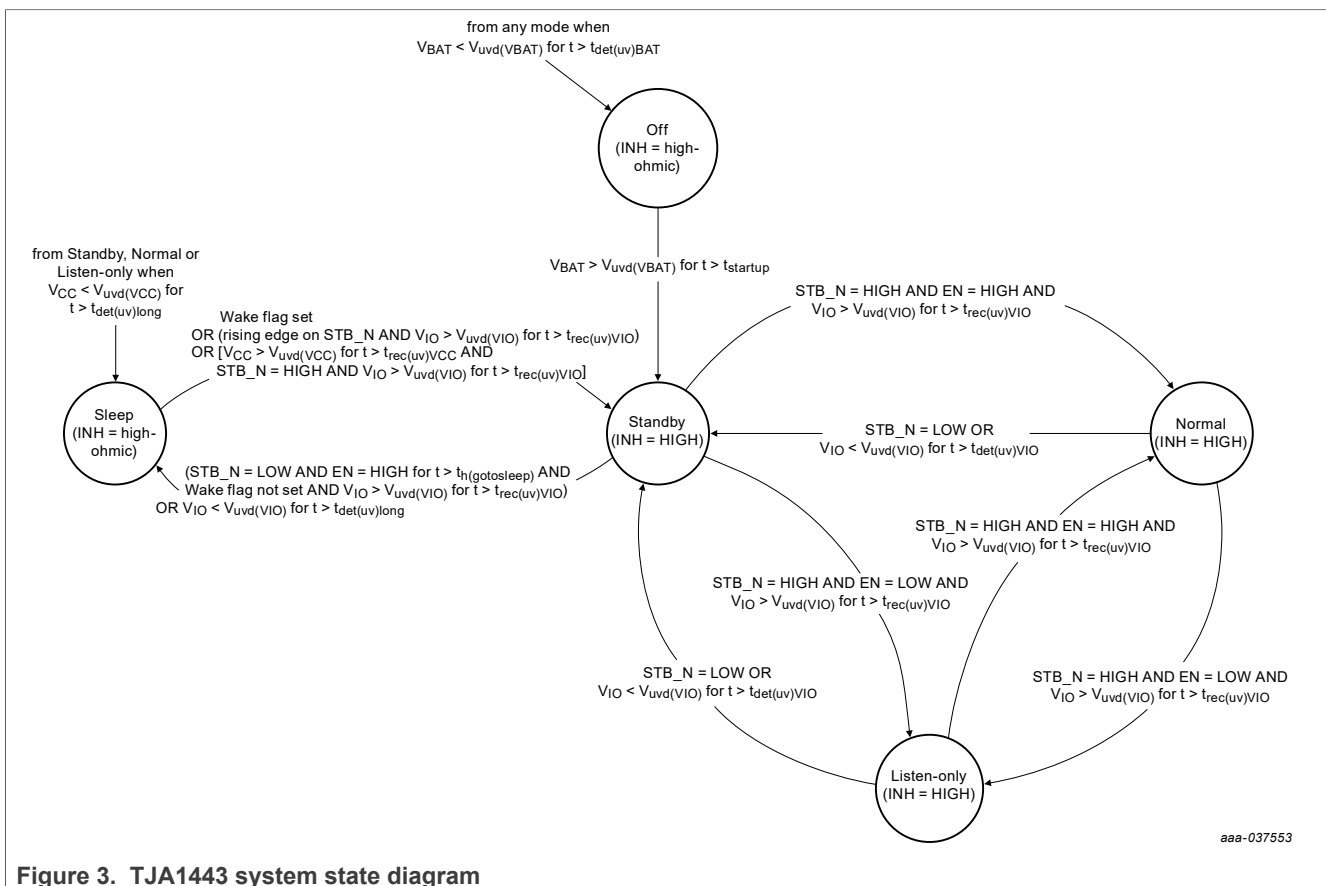 from any mode when
VBAT < Vuvd(VBAT) for t > tdet(uv)BAT
Off
(INH = high-
ohmic)
VBAT > Vuvd(VBAT) for t > tstartup
from Standby, Normal or
Listen-only when
VCC < Vuvd(VCC) for
t > tdet(uv)long
Wake flag set
OR (rising edge on STB_N AND VIO > Vuvd(VIO) for t > trec(uv)VIO)
OR [VCC > Vuvd(VCC) for t > trec(uv)VCC AND
STB_N = HIGH AND VIO > Vuvd(VIO) for t > trec(uv)VIO]
STB_N = HIGH AND EN = HIGH AND
VIO > Vuvd(VIO) for t > trec(uv)VIO
Sleep
(INH = high-
ohmic)
Standby
(INH = HIGH)
STB_N = LOW OR
VIO < Vuvd(VIO) for t > tdet(uv)VIO
Normal
(INH = HIGH)
(STB_N = LOW AND EN = HIGH for t > th(gotosleep) AND
Wake flag not set AND VIO > Vuvd(VIO) for t > trec(uv)VIO)
OR VIO < Vuvd(VIO) for t > tdet(uv)long
STB_N = HIGH AND EN = HIGH AND
VIO > Vuvd(VIO) for t > trec(uv)VIO
STB_N = HIGH AND EN = LOW AND
VIO > Vuvd(VIO) for t > trec(uv)VIO
STB_N = LOW OR
VIO < Vuvd(VIO) for t > tdet(uv)VIO
STB_N = HIGH AND EN = LOW AND
VIO > Vuvd(VIO) for t > trec(uv)VIO
Listen-only
(INH = HIGH)
aaa-037553
Figure 3. TJA1443 system state diagram